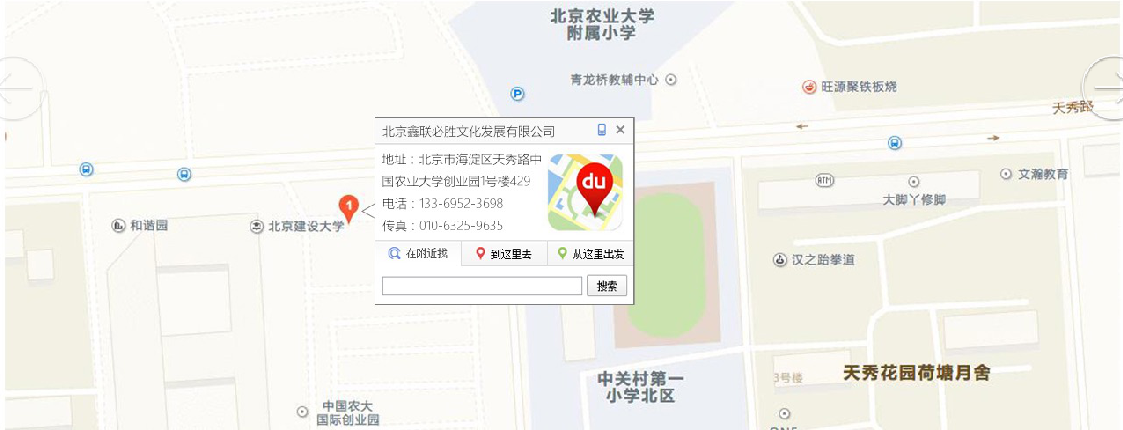 北京农业大学
附属小学
青龙桥教辅中心
旺源聚铁板烧
天秀路
P
北京鑫联必胜文化发展有限公司
地址：北京市海淀区天秀路中
国农业大学创业园1号楼429
电话：133-6952-3698
传真：010-6325-9635
du
在附近找
到这里去
从这里出发
搜索
1
和谐园
北京建设大学
ATM
大脚丫修脚
文瀚教育
汉之跆拳道
中关村第一
小学北区
3号楼
天秀花园荷塘月舍
中国农大
国际创业园